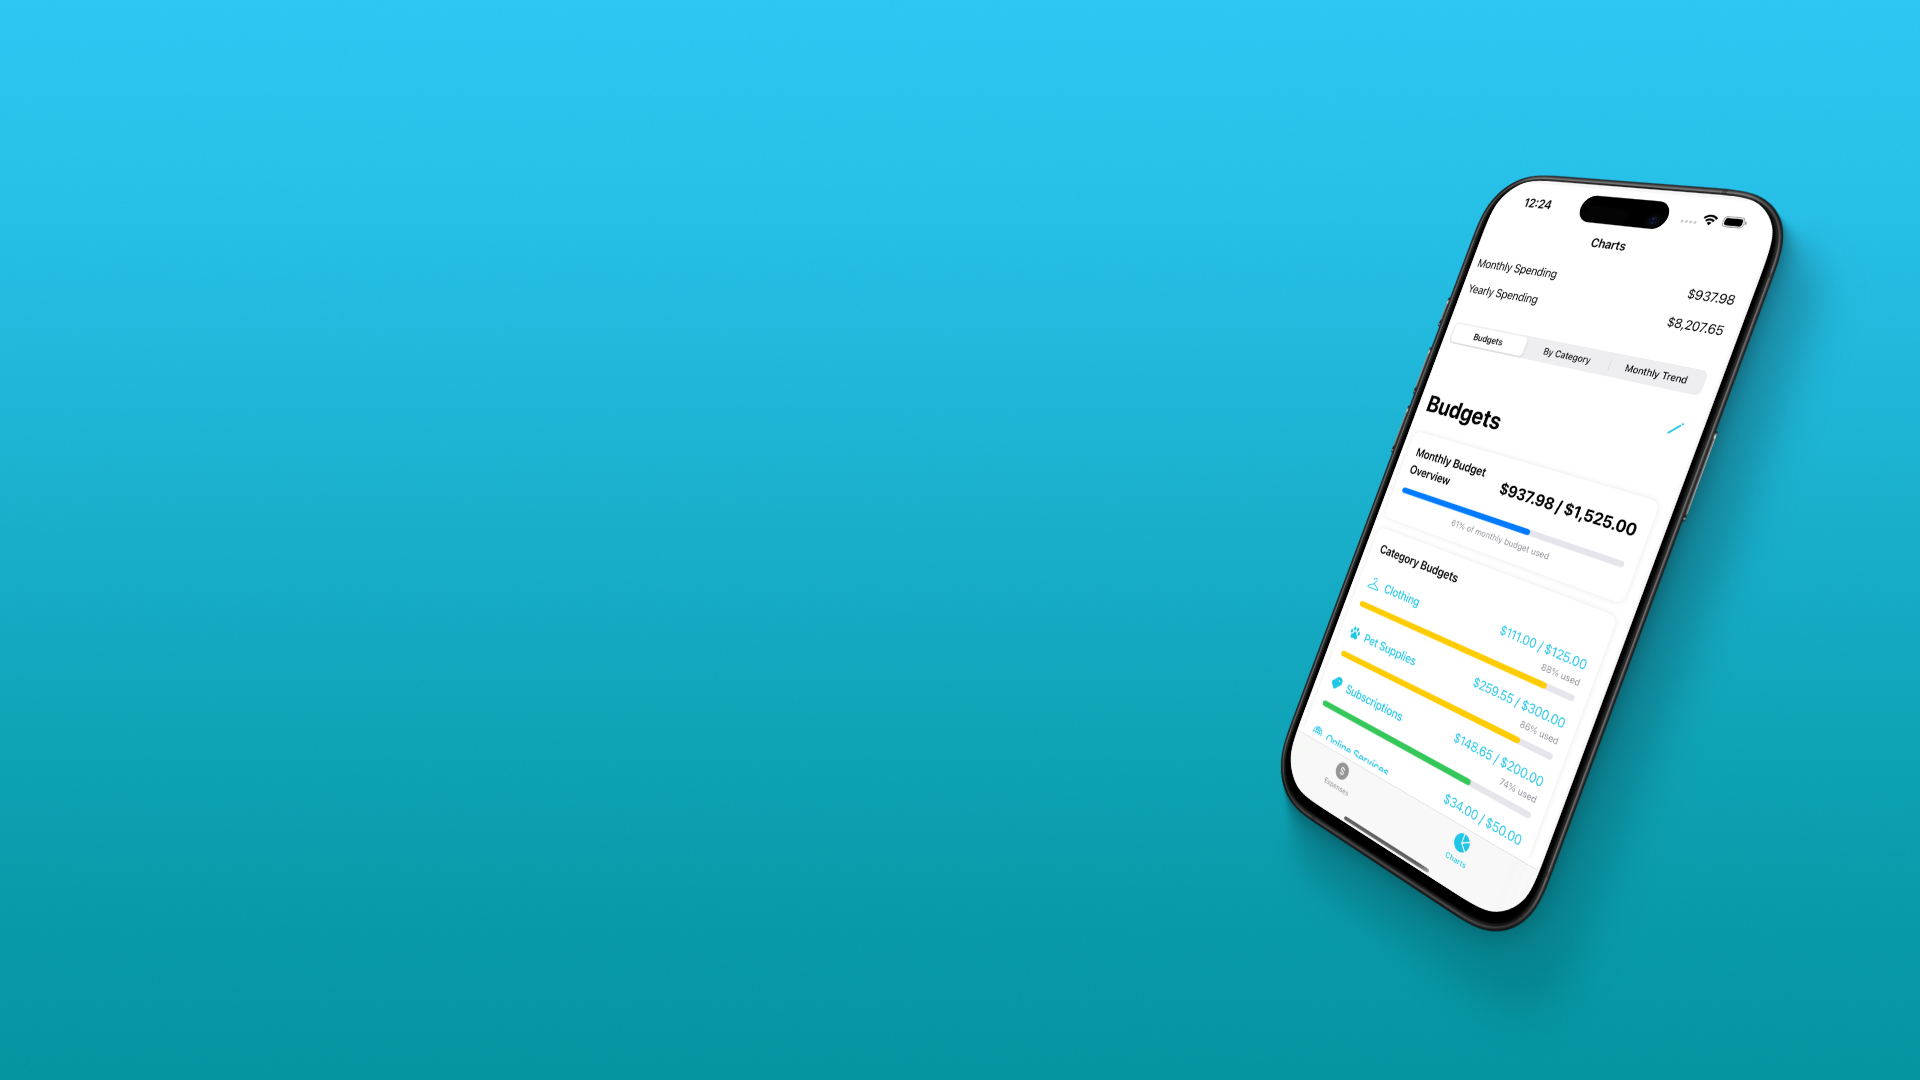 12:24
Charts
Monthly Spending
$937.98
Yearly Spending
$8,207.65
Budgets
By Category
Monthly Trend
Budgets
Monthly Budget
Overview
$937.98 / $1,525.00
61% of monthly budget used
Category Budgets
Clothing
$111.00 / $125.00
88% used
Pet Supplies
$259.55 / $300.00
86% used
Subscriptions
$148.65 / $200.00
74% used
Online Services
$34.00 / $50.00
Expenses
Charts